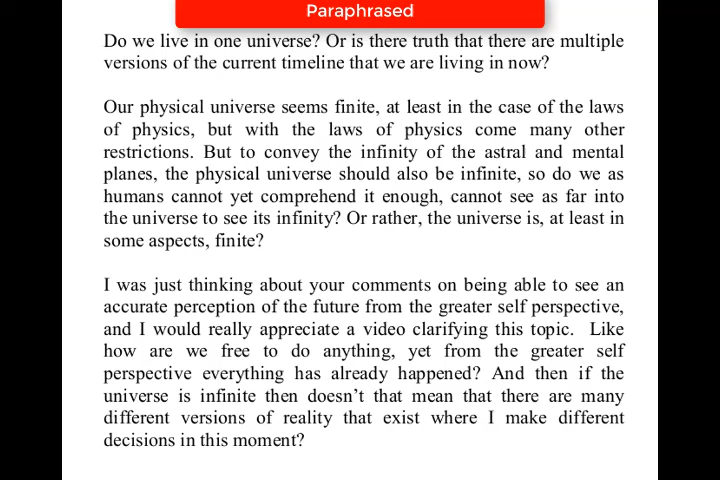 Paraphrased
Do we live in one universe? Or is there truth that there are multiple
versions of the current timeline that we are living in now?
Our physical universe seems finite, at least in the case of the laws
of physics, but with the laws of physics come many other
restrictions. But to convey the infinity of the astral and mental
planes, the physical universe should also be infinite, so do we as
humans cannot yet comprehend it enough, cannot see as far into
the universe to see its infinity? Or rather, the universe is, at least in
some aspects, finite?
I was just thinking about your comments on being able to see an
accurate perception of the future from the greater self perspective,
and I would really appreciate a video clarifying this topic. Like
how are we free to do anything, yet from the greater self
perspective everything has already happened? And then if the
universe is infinite then doesn't that mean that there are many
different versions of reality that exist where I make different
decisions in this moment?